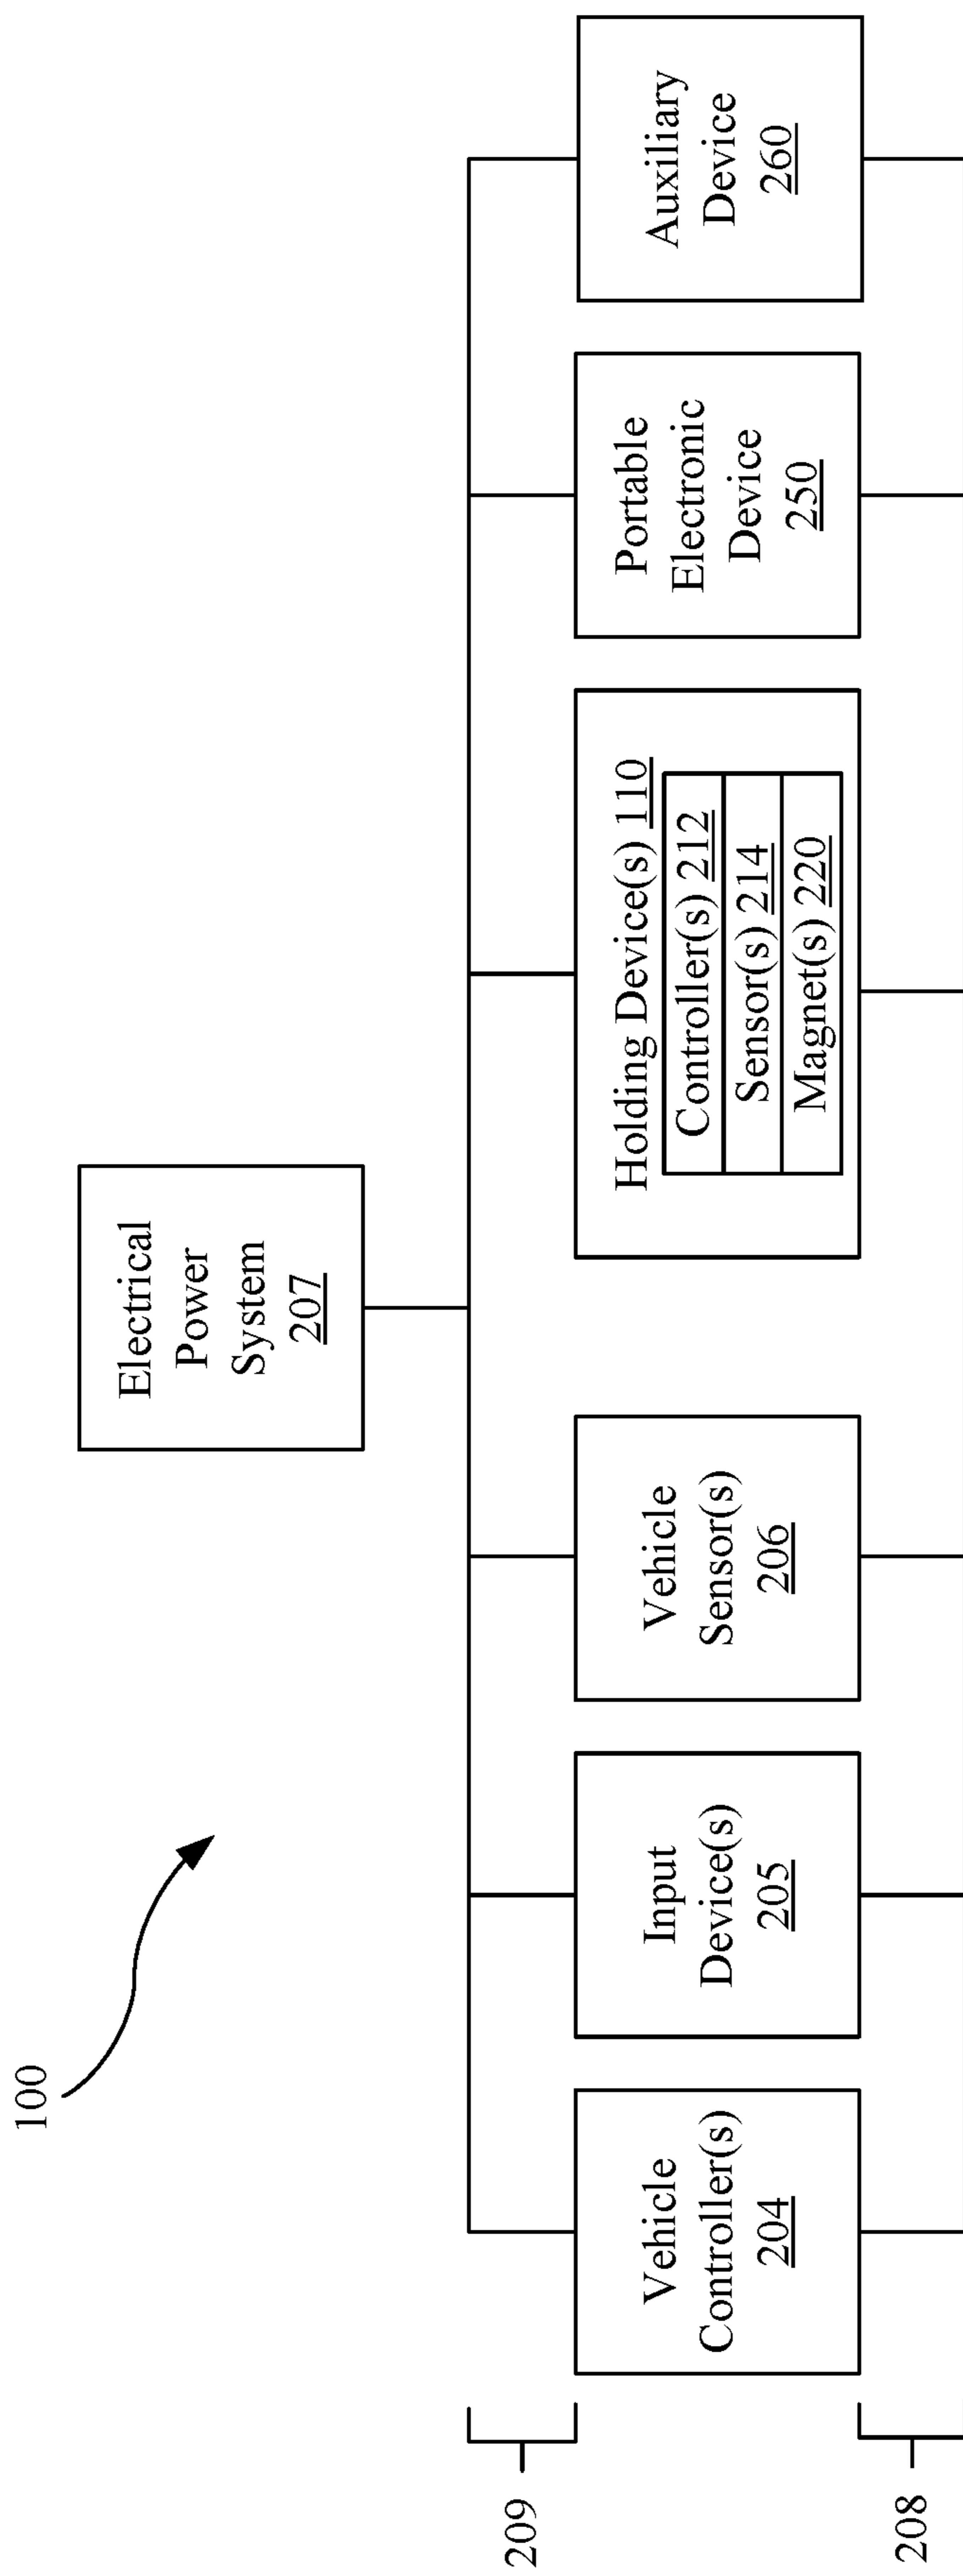 100
Electrical
Power
System
207
209
Vehicle
Controller(s)
204
Input
Device(s)
205
Vehicle
Sensor(s)
206
Holding Device(s) 110
Controller(s) 212
Sensor(s) 214
Magnet(s) 220
Portable
Electronic
Device
250
Auxiliary
Device
260
208